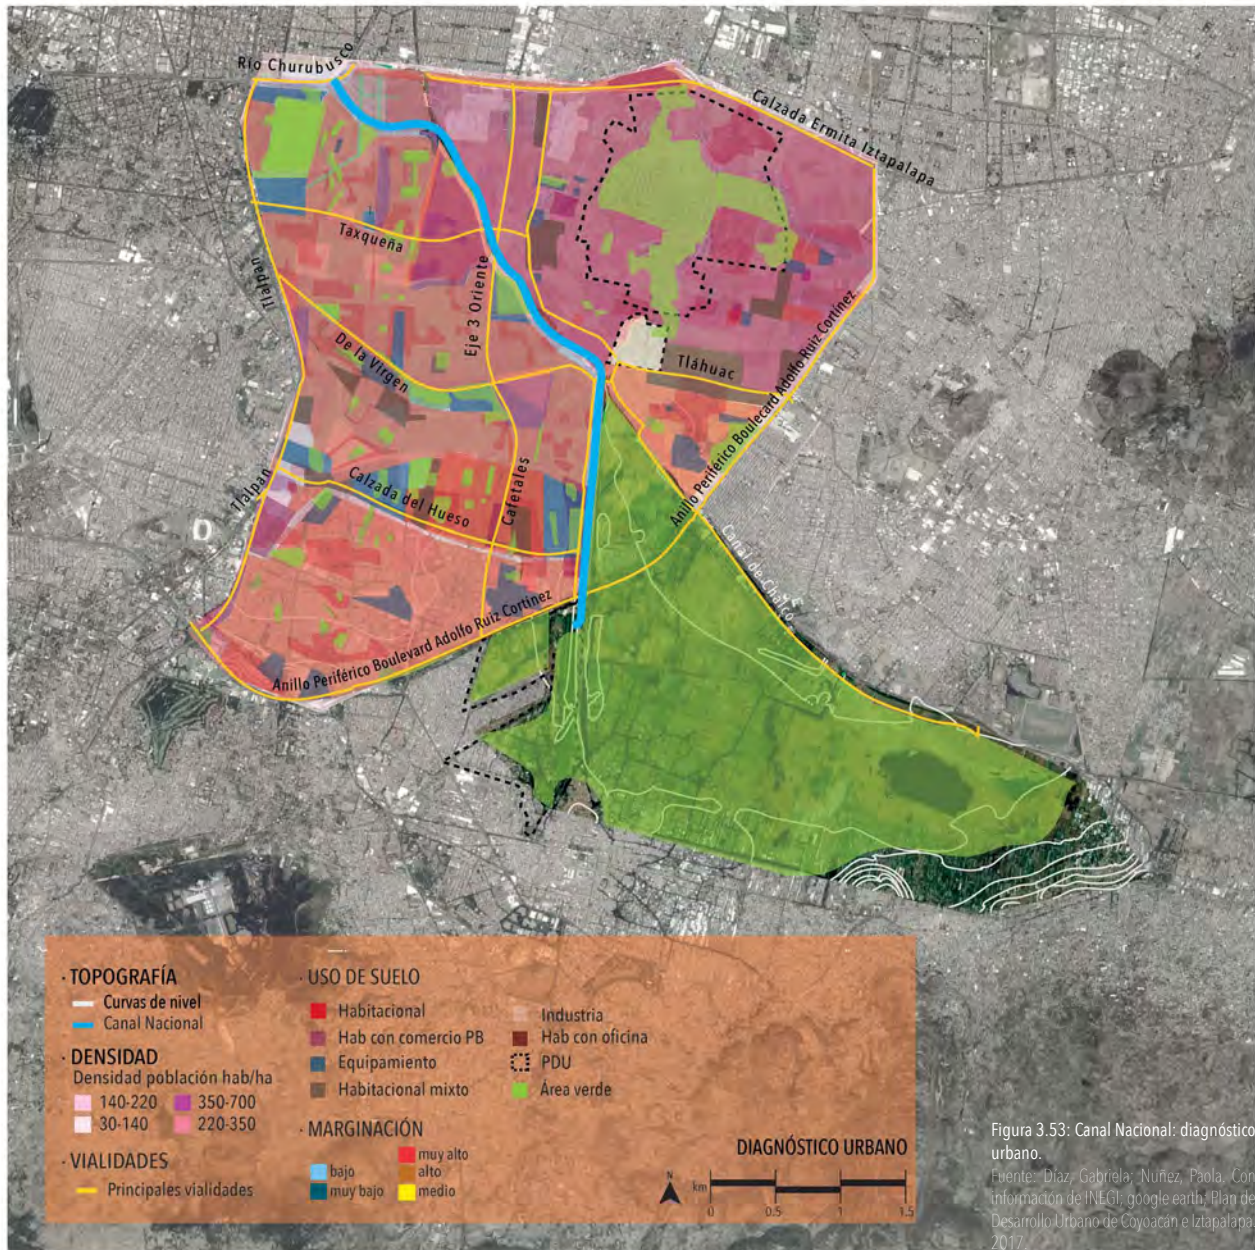 Río Churubusco
Calzada Ermita Iztapalapa
Taxqueña
Tlalpan
Eje 3 Oriente
De la Virgen
Tláhuac
Anillo Periférico Boulecard Adolfo Ruiz Cortínez
Tlalpan
Calzada del Hueso
Cafetales
Canal de Chalco
Anillo Periférico Boulevard Adolfo Ruiz Cortinez
· TOPOGRAFÍA
Curvas de nivel
Canal Nacional
· DENSIDAD
Densidad población hab/ha
140-220
350-700
30-140
220-350
· VIALIDADES
Principales vialidades
· USO DE SUELO
Habitacional
Industria
Hab con comercio PB
Hab con oficina
Equipamiento
PDU
Habitacional mixto
Área verde
· MARGINACIÓN
muy alto
bajo
alto
muy bajo
medio
DIAGNÓSTICO URBANO
N
km
0
0.5
1
1.5
Figura 3.53: Canal Nacional: diagnóstico
urbano.
Fuente: Díaz, Gabriela; Nuñez, Paola. Con
información de INEGI; google earth; Plan de
Desarrollo Urbano de Coyoacán e Iztapalapa.
2017